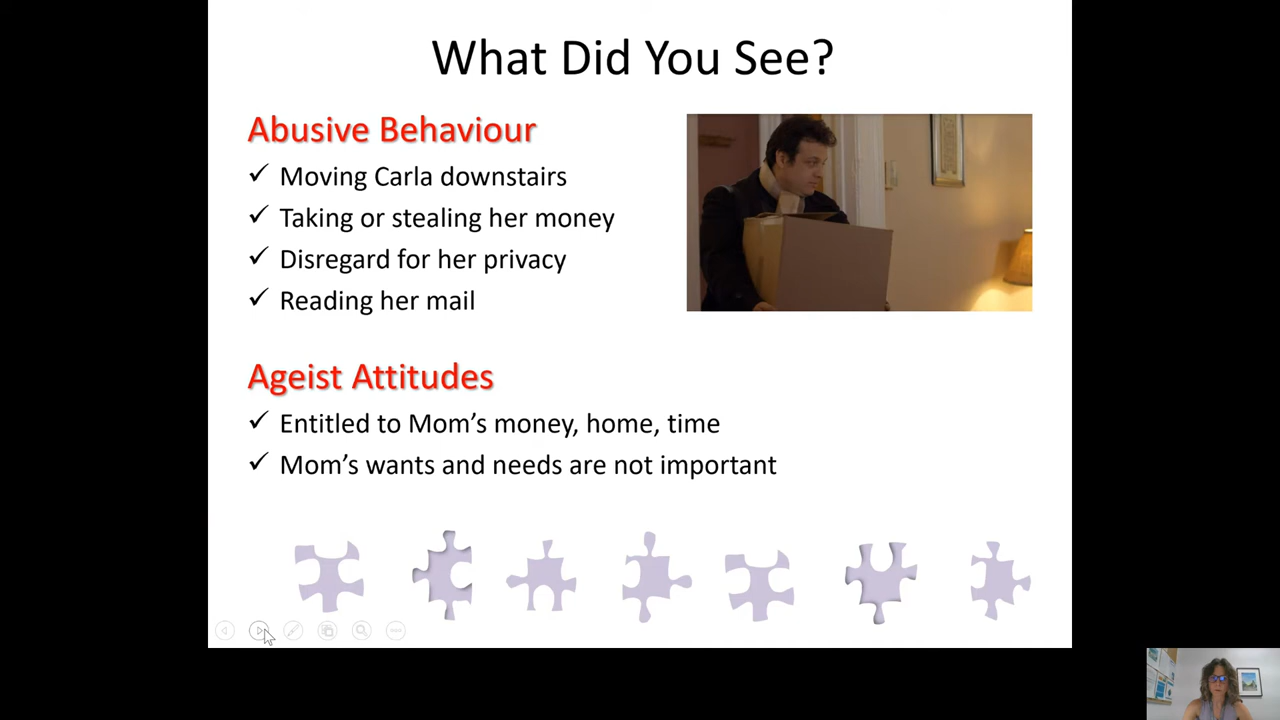 What Did You See?
Abusive Behaviour
Moving Carla downstairs
Taking or stealing her money
Disregard for her privacy
Reading her mail
Ageist Attitudes
Entitled to Mom’s money, home, time
Mom’s wants and needs are not important